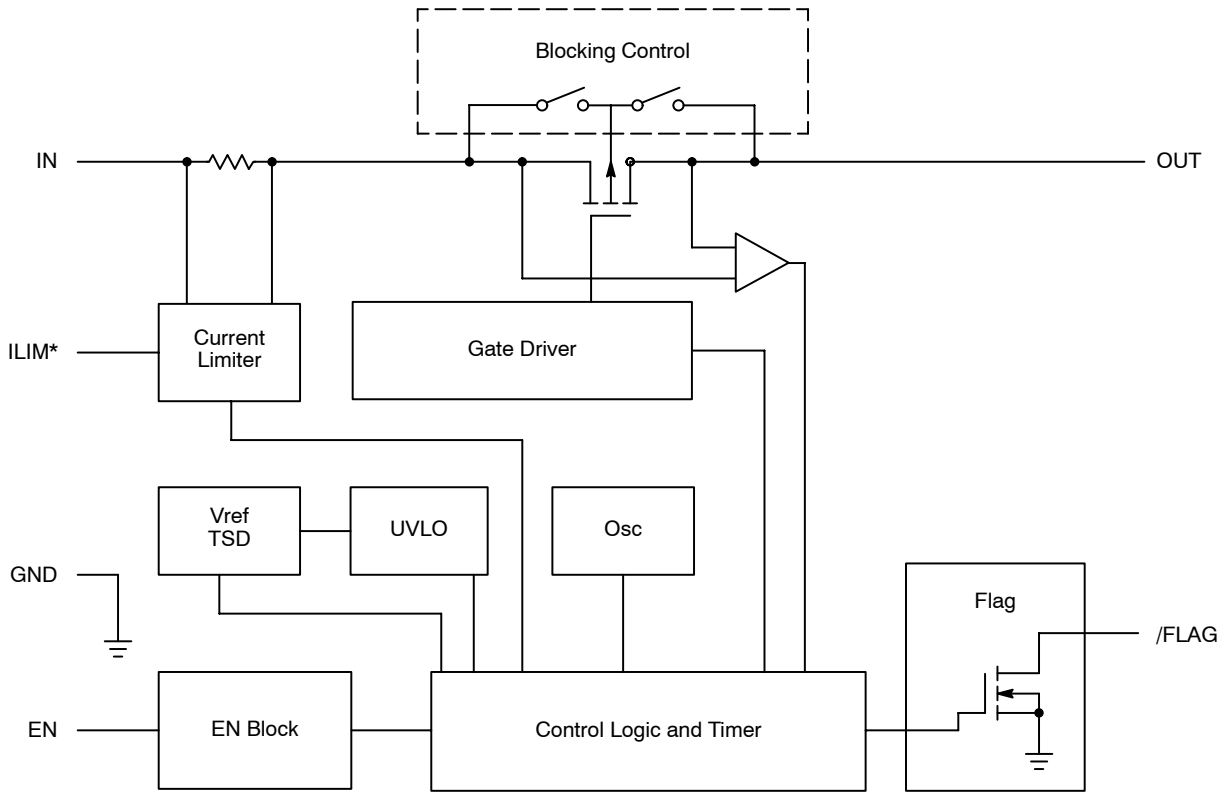 Blocking Control
IN
OUT
Current
Limiter
ILIM*
Gate Driver
Vref
TSD
UVLO
Osc
GND
Flag
/FLAG
EN
EN Block
Control Logic and Timer